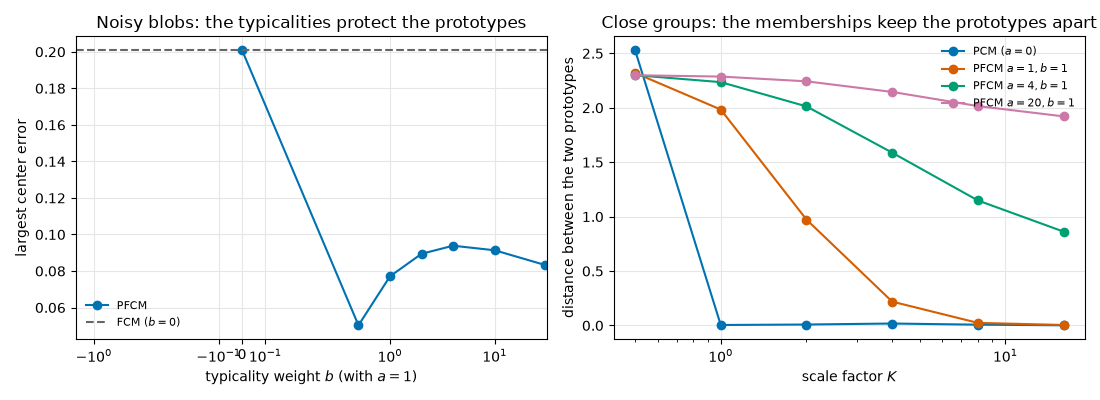 Noisy blobs: the typicalities protect the prototypes
largest center error
0.20
0.18
0.16
0.14
0.12
0.10
0.08
0.06
PFCM
FCM (b = 0)
−10⁰
0
10⁻¹
10⁰
10¹
typicality weight b (with a = 1)
Close groups: the memberships keep the prototypes apart
distance between the two prototypes
2.5
2.0
1.5
1.0
0.5
0.0
PCM (a = 0)
PFCM a = 1, b = 1
PFCM a = 4, b = 1
PFCM a = 20, b = 1
10⁰
10¹
scale factor K